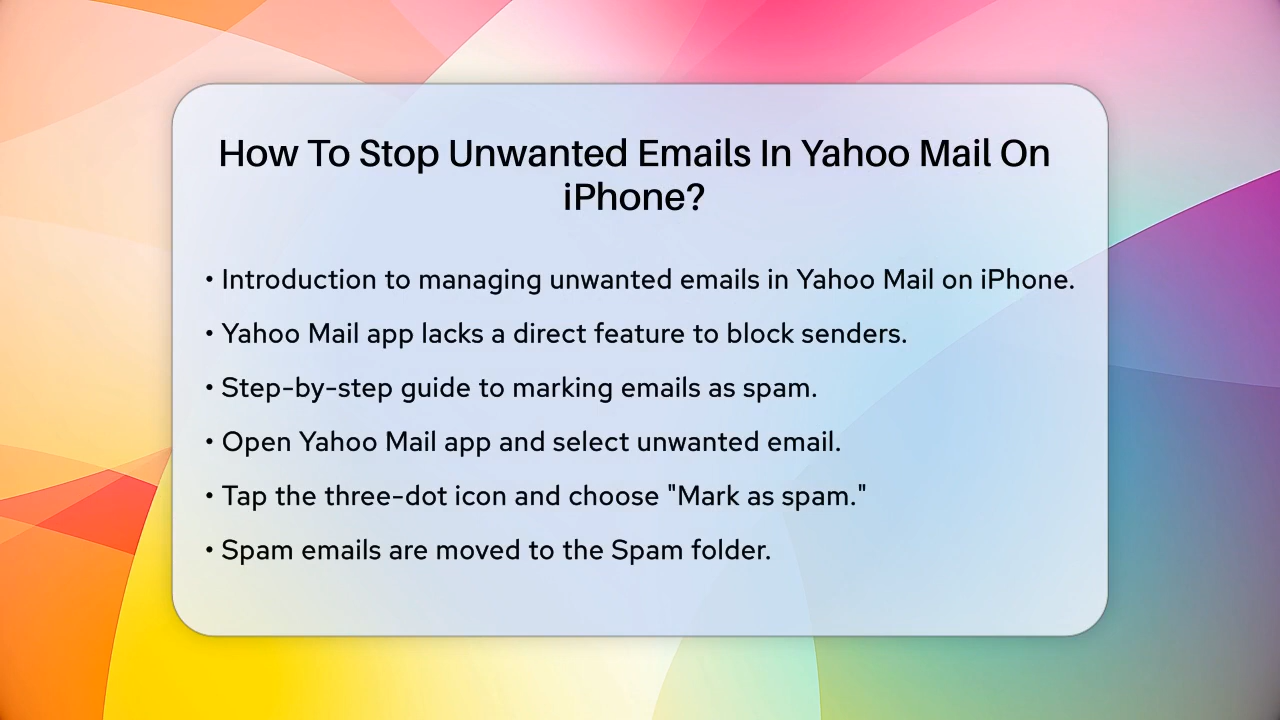 How To Stop Unwanted Emails In Yahoo Mail On
iPhone?
• Introduction to managing unwanted emails in Yahoo Mail on iPhone.
• Yahoo Mail app lacks a direct feature to block senders.
• Step-by-step guide to marking emails as spam.
• Open Yahoo Mail app and select unwanted email.
• Tap the three-dot icon and choose "Mark as spam."
• Spam emails are moved to the Spam folder.